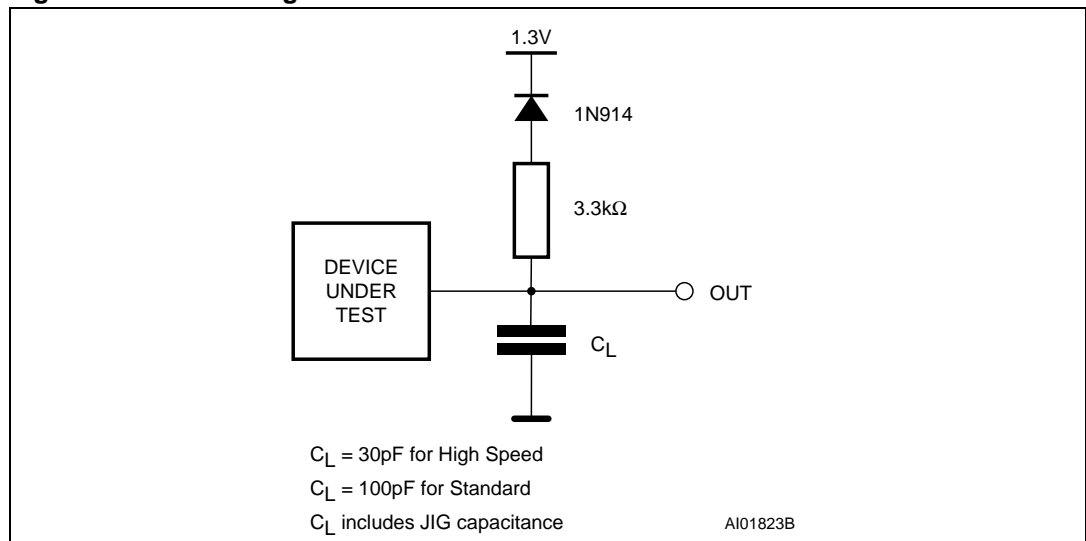 1.3V
1N914
3.3kΩ
DEVICE
UNDER
TEST
OUT
CL
CL = 30pF for High Speed
CL = 100pF for Standard
CL includes JIG capacitance
AI01823B